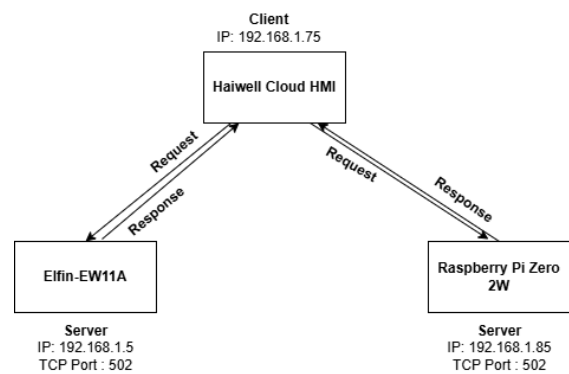 Client
IP: 192.168.1.75
Haiwell Cloud HMI
Request
Response
Request
Response
Elfin-EW11A
Raspberry Pi Zero
2W
Server
IP: 192.168.1.5
TCP Port : 502
Server
IP: 192.168.1.85
TCP Port : 502